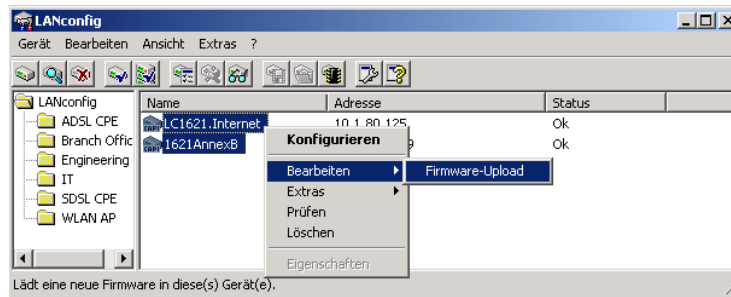 LANconfig
Gerät Bearbeiten Ansicht Extras ?
LANconfig
ADSL CPE
Branch Offic
Engineering
IT
SDSL CPE
WLAN AP
Name Adresse Status
LC1621.Internet 10.1.80.125 Ok
1621AnnexB 9 Ok
Konfigurieren
Bearbeiten
Extras
Prüfen
Löschen
Eigenschaften
Firmware-Upload
Lädt eine neue Firmware in diese(s) Gerät(e).